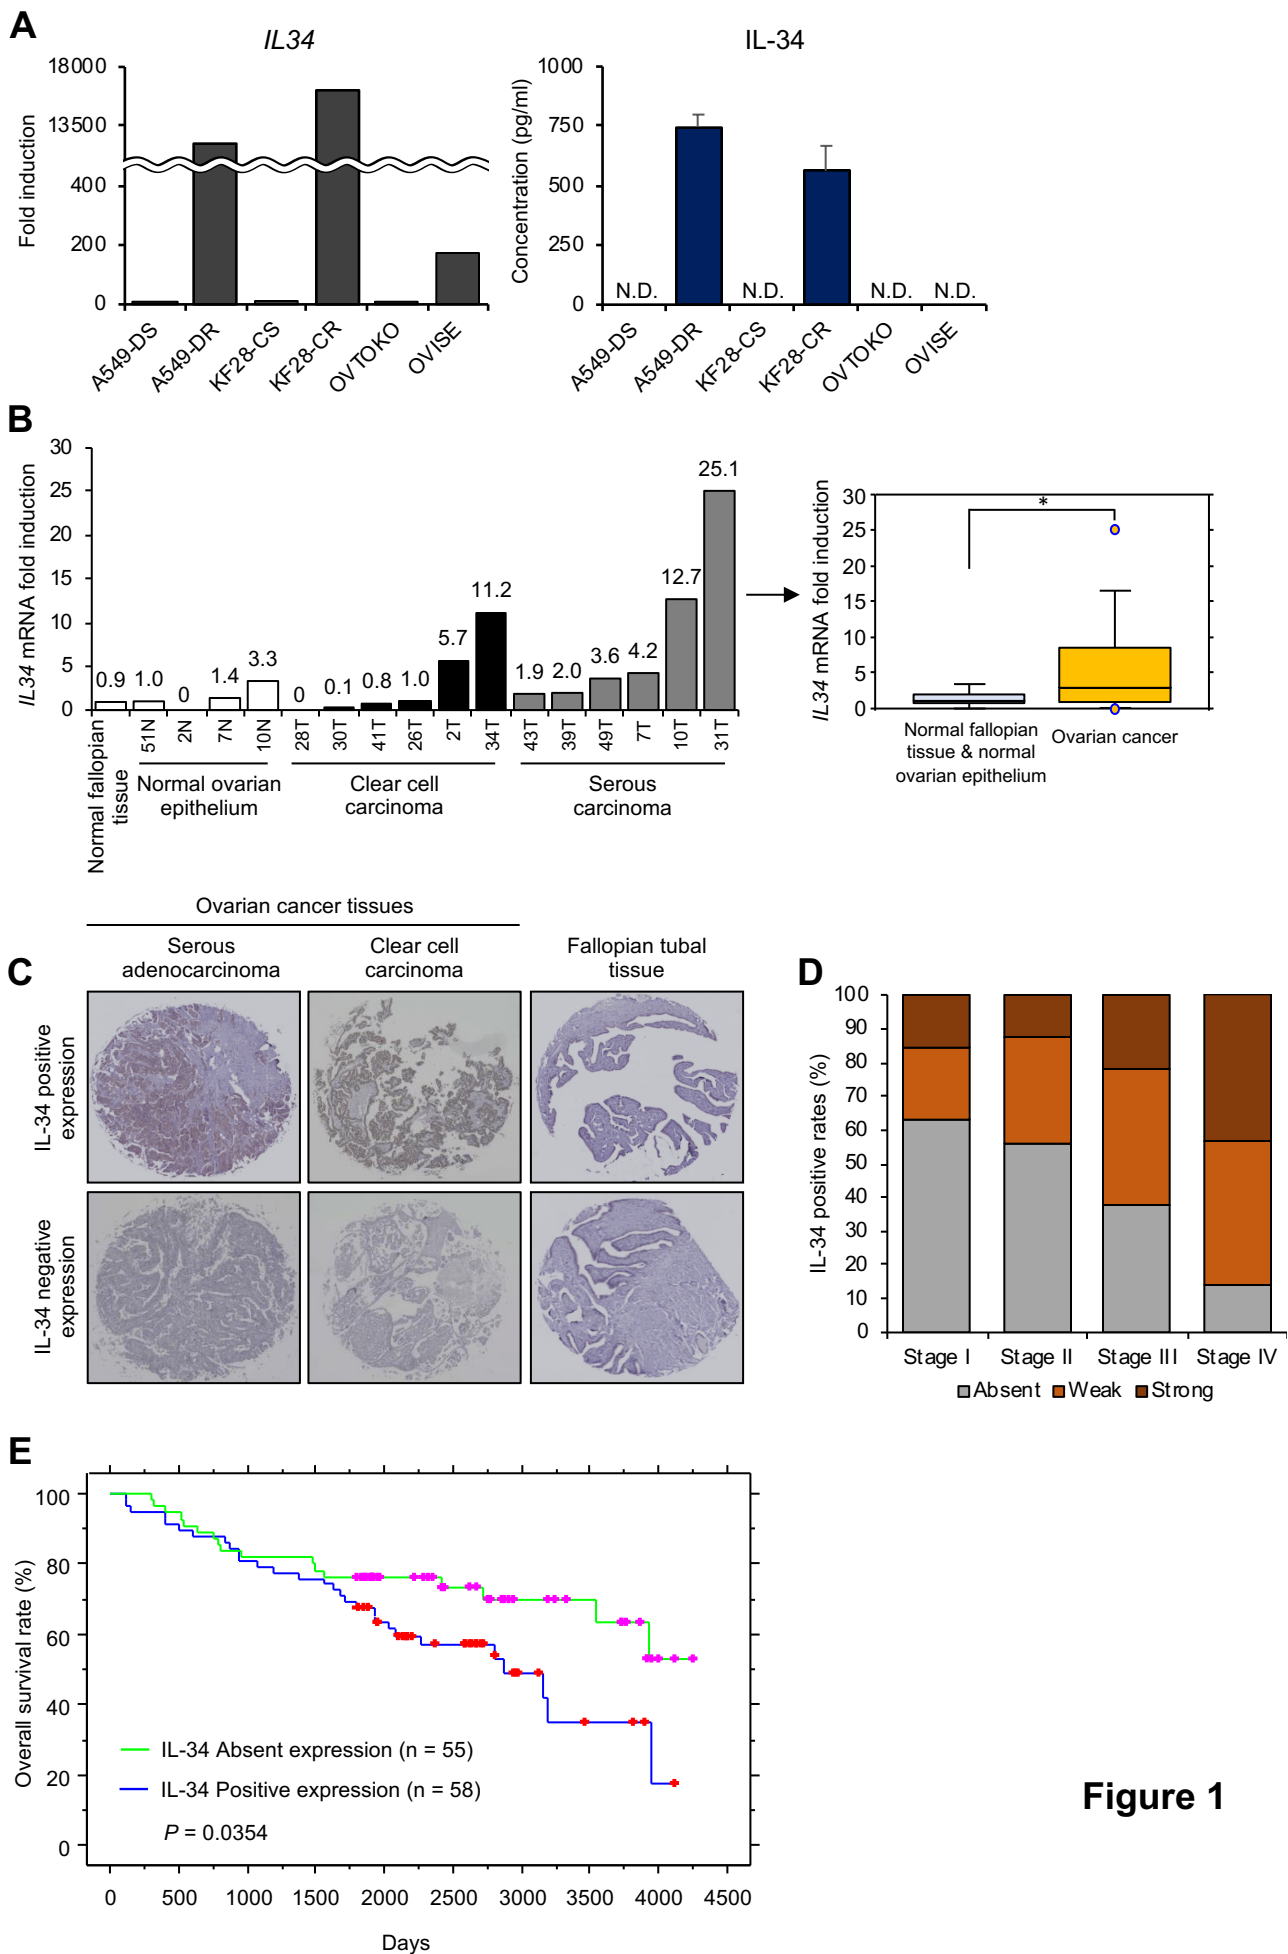 A
IL34
Fold induction
18000
13500
400
200
0
A549-DS
A549-DR
KF28-CS
KF28-CR
OVTOKO
OVISE
IL-34
Concentration (pg/ml)
1000
750
500
250
0
N.D.
N.D.
N.D.
N.D.
A549-DS
A549-DR
KF28-CS
KF28-CR
OVTOKO
OVISE
B
IL34 mRNA fold induction
30
25
20
15
10
5
0
0.9
1.0
0
1.4
3.3
0
0.1
0.8
1.0
5.7
11.2
1.9
2.0
3.6
4.2
12.7
25.1
Normal fallopian
tissue
51N
2N
7N
10N
28T
30T
41T
26T
2T
34T
43T
39T
49T
7T
10T
31T
Normal ovarian
epithelium
Clear cell
carcinoma
Serous
carcinoma
IL34 mRNA fold induction
30
25
20
15
10
5
0
*
Normal fallopian
tissue & normal
ovarian epithelium
Ovarian cancer
C
Ovarian cancer tissues
Serous
adenocarcinoma
Clear cell
carcinoma
Fallopian tubal
tissue
IL-34 positive
expression
IL-34 negative
expression
D
IL-34 positive rates (%)
100
90
80
70
60
50
40
30
20
10
0
Stage I
Stage II
Stage III
Stage IV
Absent
Weak
Strong
E
Overall survival rate (%)
100
80
60
40
20
0
IL-34 Absent expression (n = 55)
IL-34 Positive expression (n = 58)
P = 0.0354
0
500
1000
1500
2000
2500
3000
3500
4000
4500
Days
Figure 1